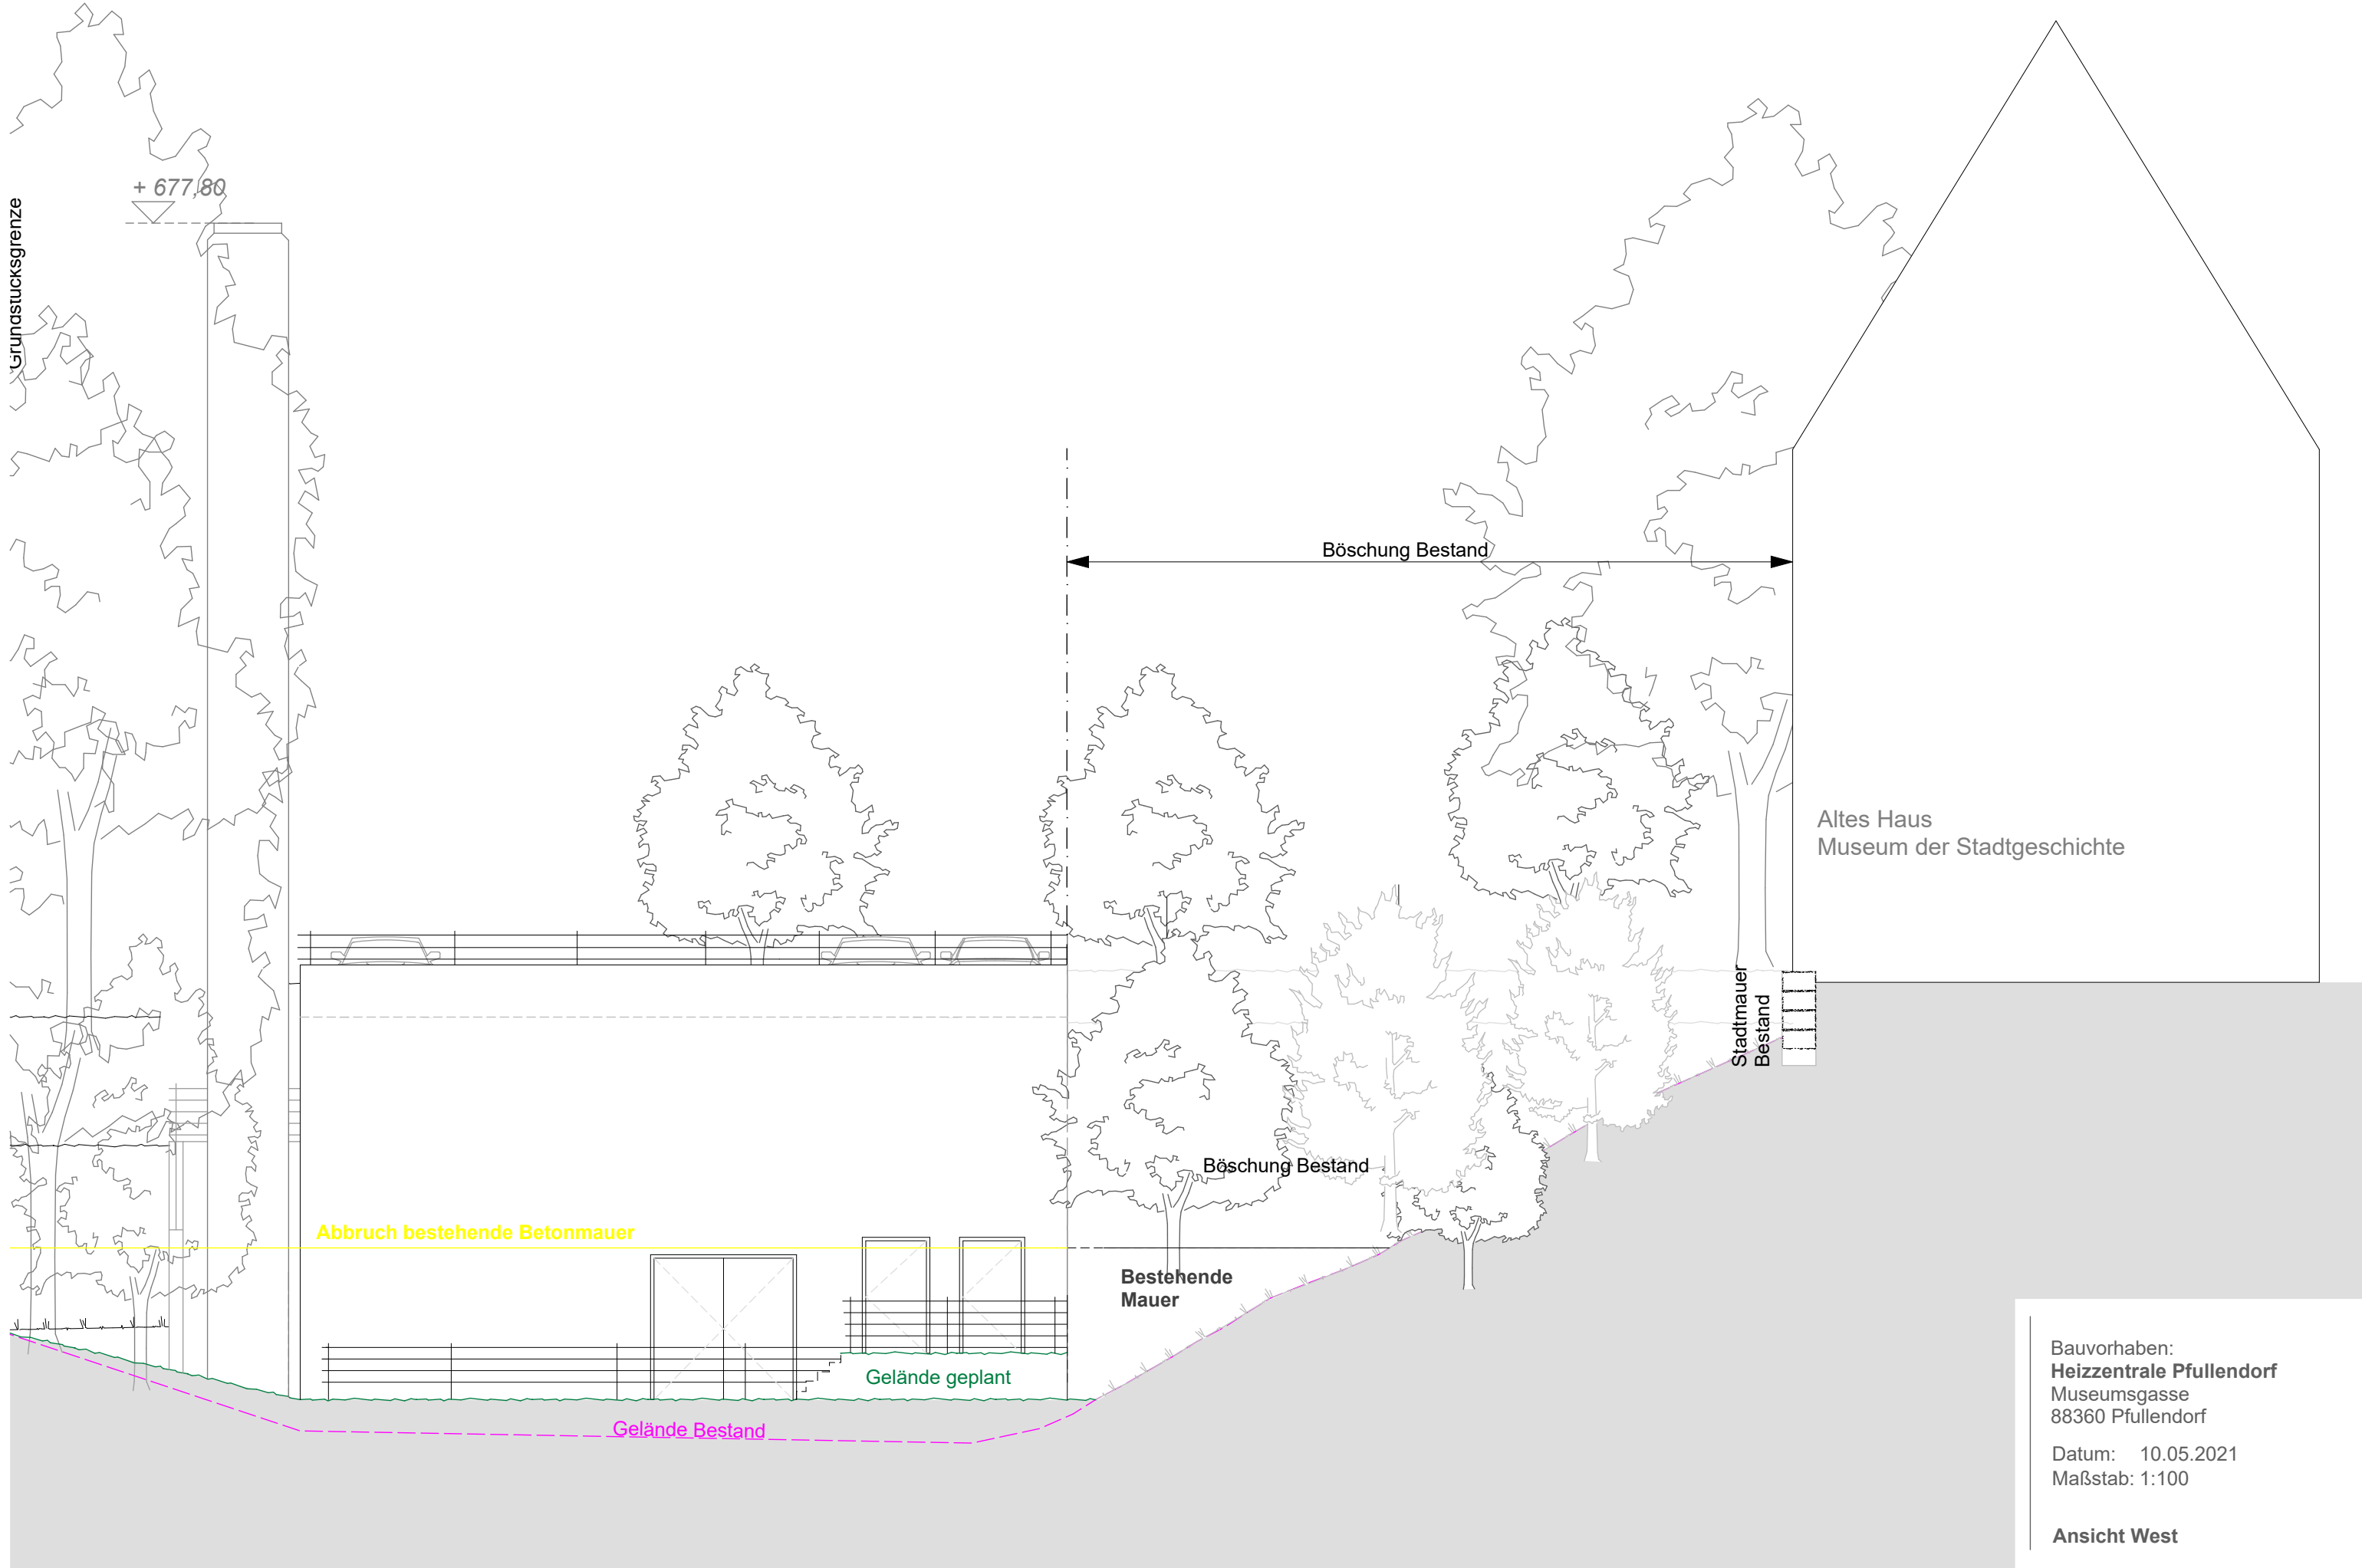 + 677,80
Grundstücksgrenze
Böschung Bestand
Altes Haus
Museum der Stadtgeschichte
Stadtmauer
Bestand
Böschung Bestand
Abbruch bestehende Betonmauer
Bestehende
Mauer
Gelände geplant
Gelände Bestand
Bauvorhaben:
Heizzentrale Pfullendorf
Museumsgasse
88360 Pfullendorf
Datum: 10.05.2021
Maßstab: 1:100
Ansicht West